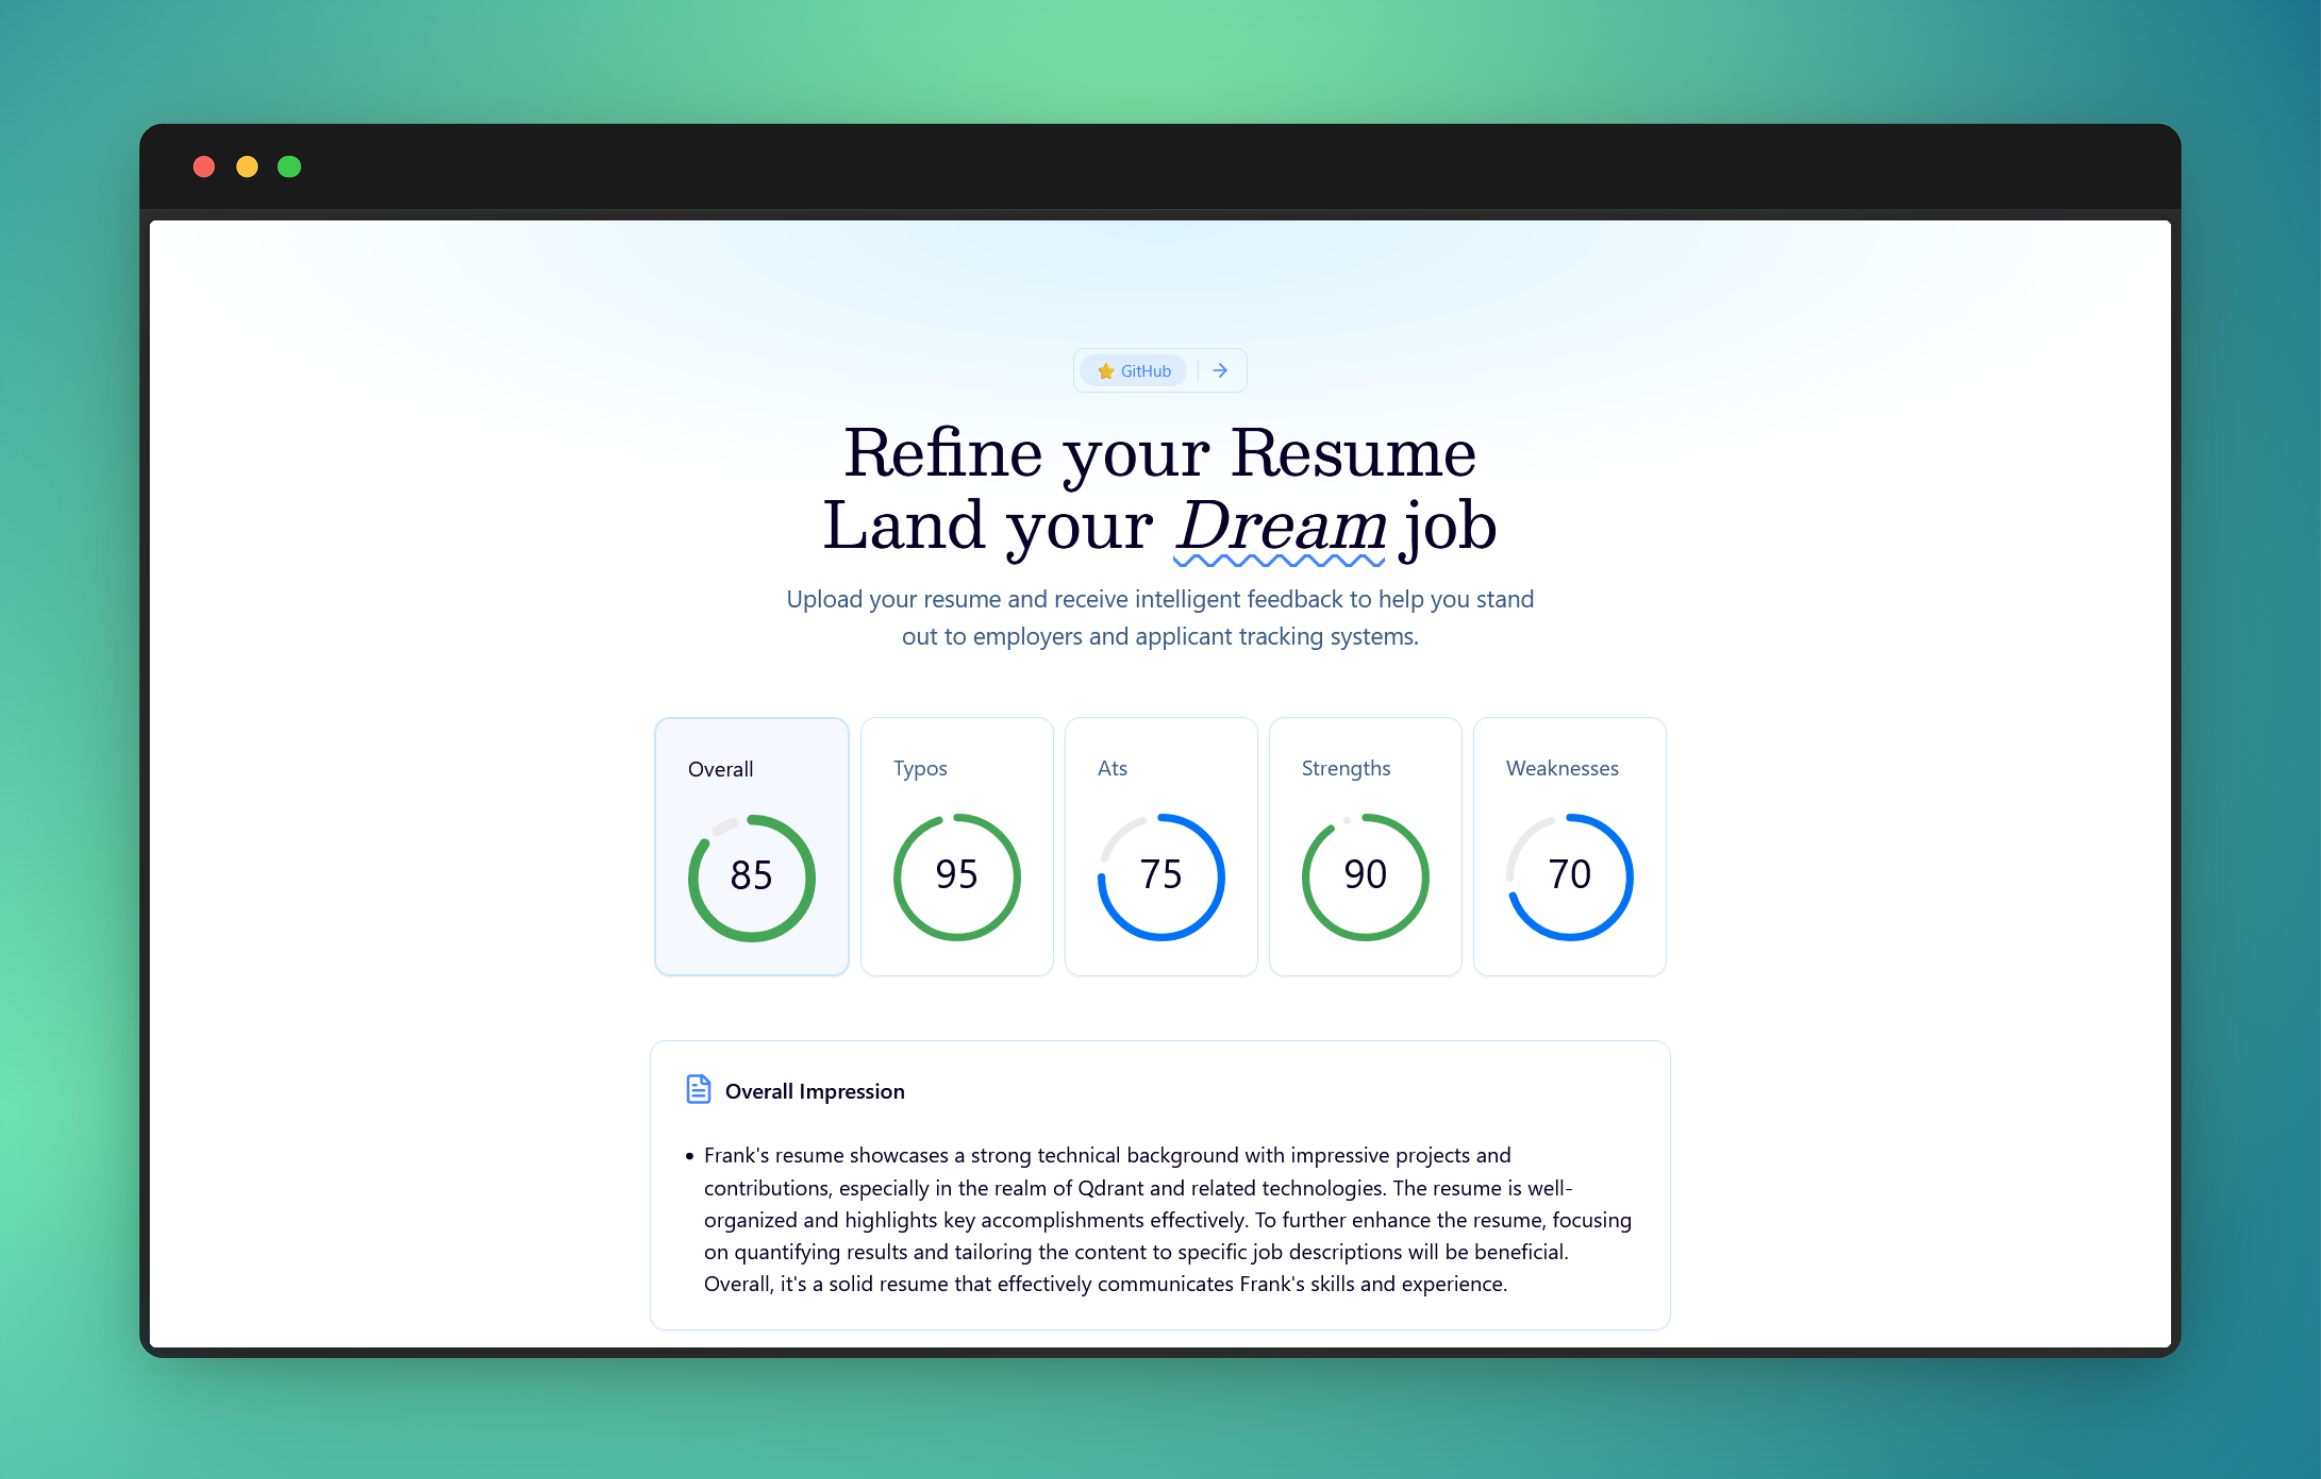 GitHub
Refine your Resume
Land your Dream job
Upload your resume and receive intelligent feedback to help you stand
out to employers and applicant tracking systems.
Overall
85
Typos
95
Ats
75
Strengths
90
Weaknesses
70
Overall Impression
Frank's resume showcases a strong technical background with impressive projects and
contributions, especially in the realm of Qdrant and related technologies. The resume is well-
organized and highlights key accomplishments effectively. To further enhance the resume, focusing
on quantifying results and tailoring the content to specific job descriptions will be beneficial.
Overall, it's a solid resume that effectively communicates Frank's skills and experience.